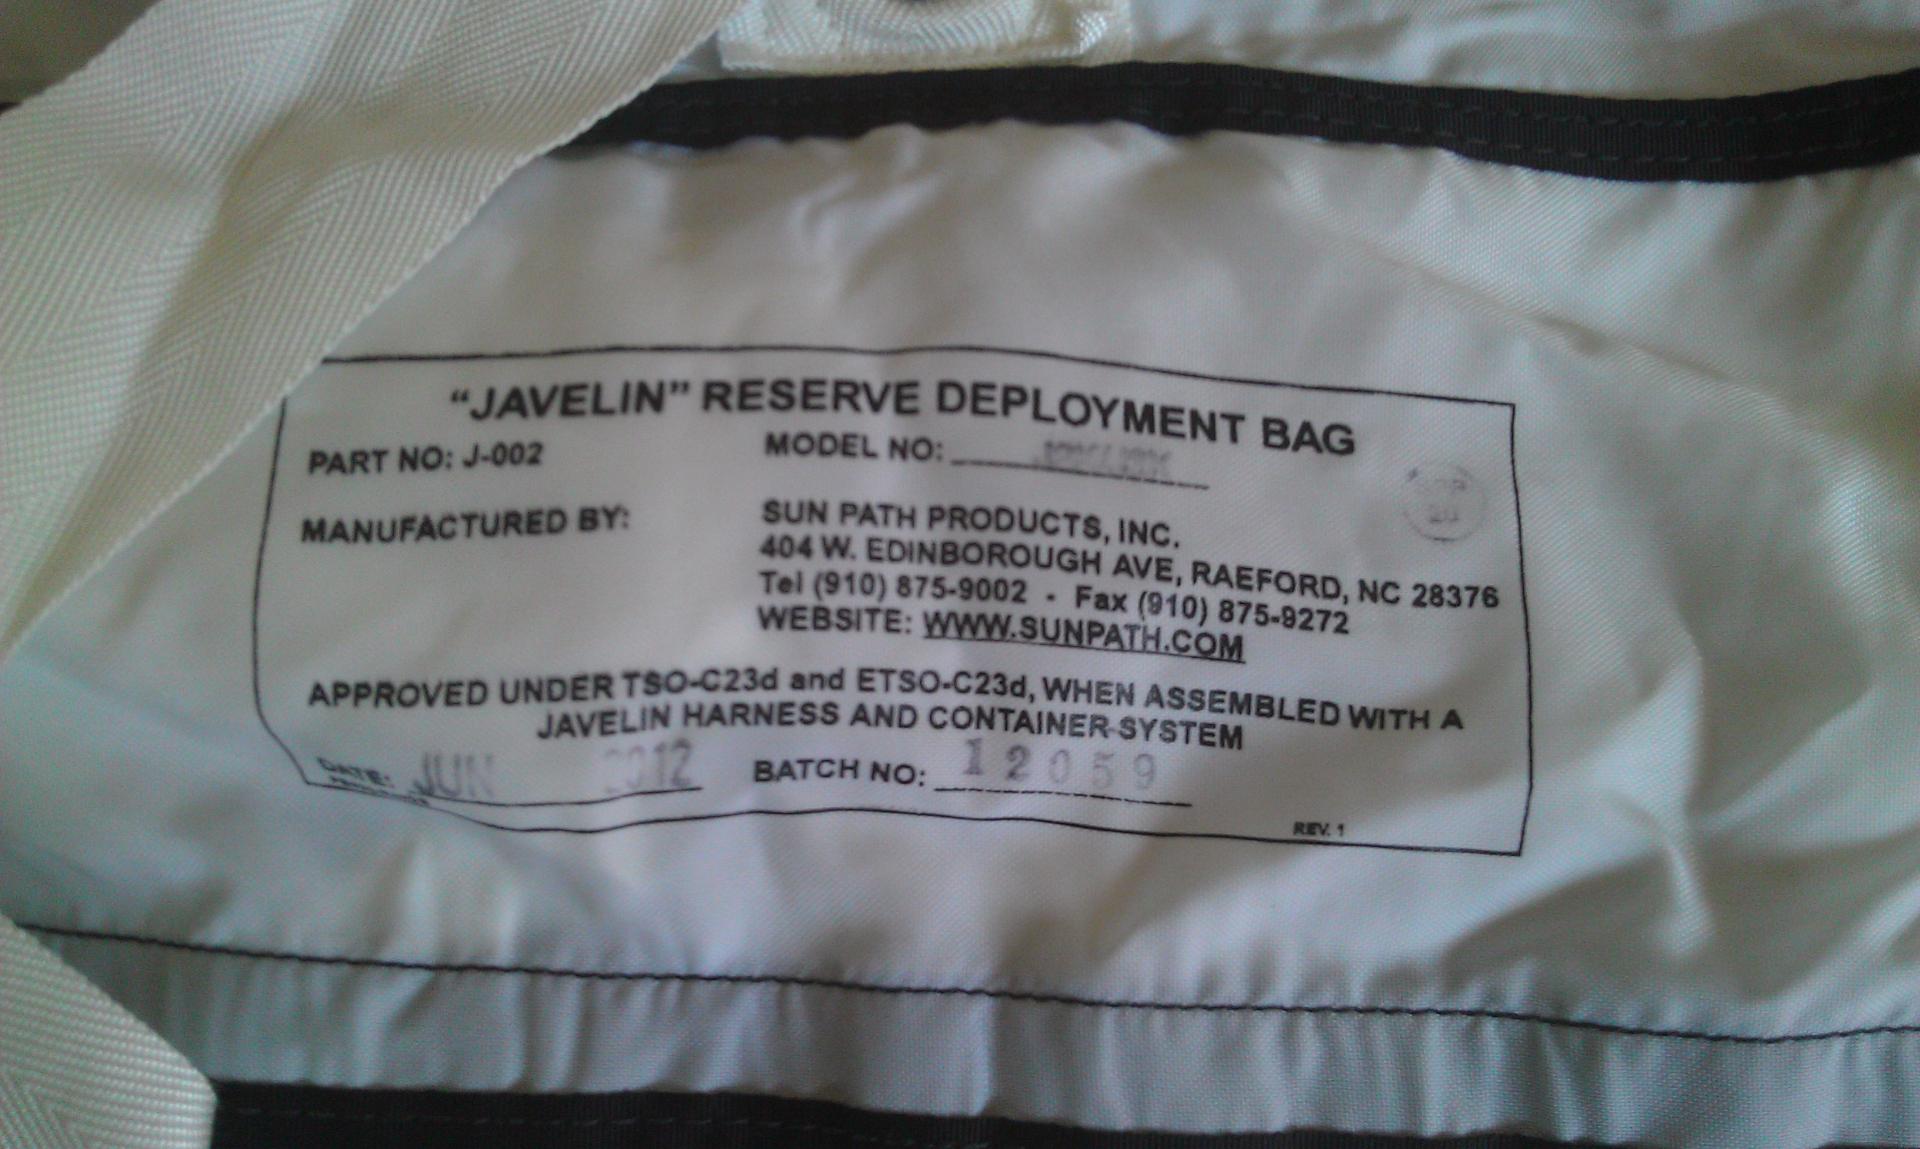 “JAVELIN” RESERVE DEPLOYMENT BAG
PART NO: J-002 MODEL NO:
MANUFACTURED BY: SUN PATH PRODUCTS, INC.
404 W. EDINBOROUGH AVE, RAEFORD, NC 28376
Tel (910) 875-9002 - Fax (910) 875-9272
WEBSITE: WWW.SUNPATH.COM
APPROVED UNDER TSO-C23d and ETSO-C23d, WHEN ASSEMBLED WITH A
JAVELIN HARNESS AND CONTAINER SYSTEM
DATE: JUN 2012 BATCH NO: 12059
REV. 1